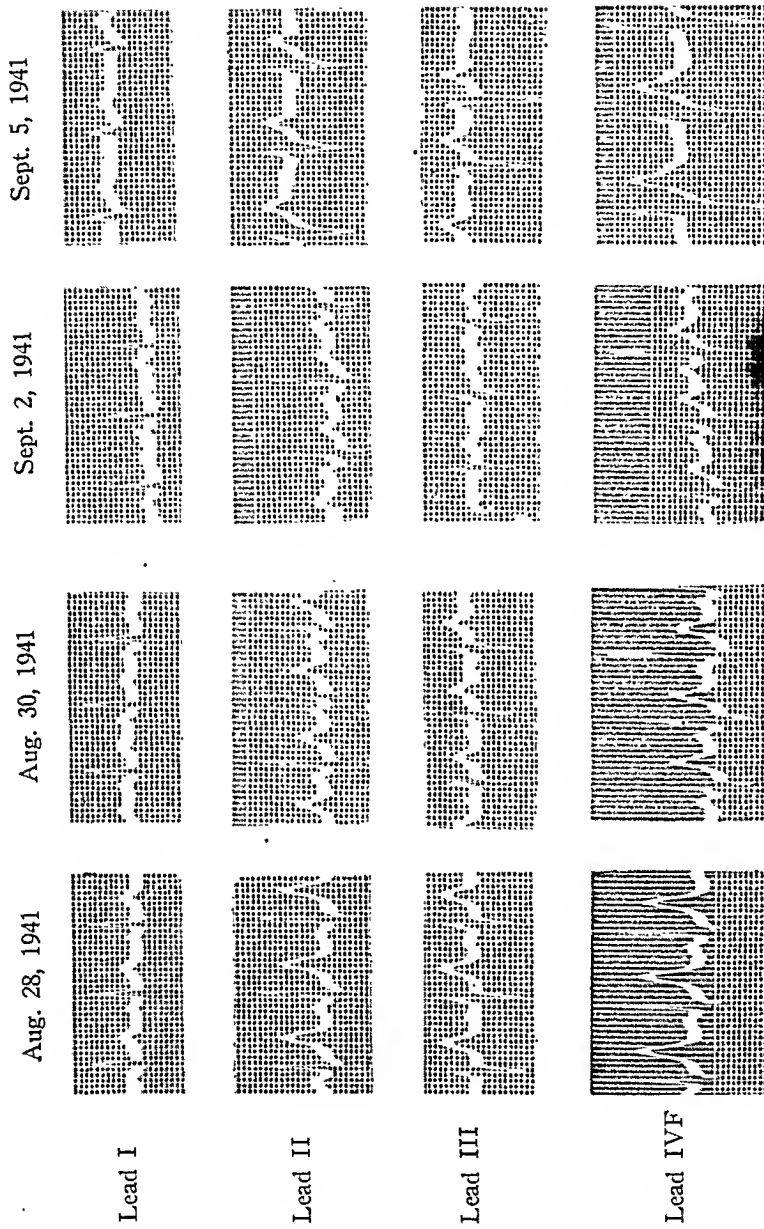 Aug. 28, 1941
Aug. 30, 1941
Sept. 2, 1941
Sept. 5, 1941
Lead I
Lead II
Lead III
Lead IVF